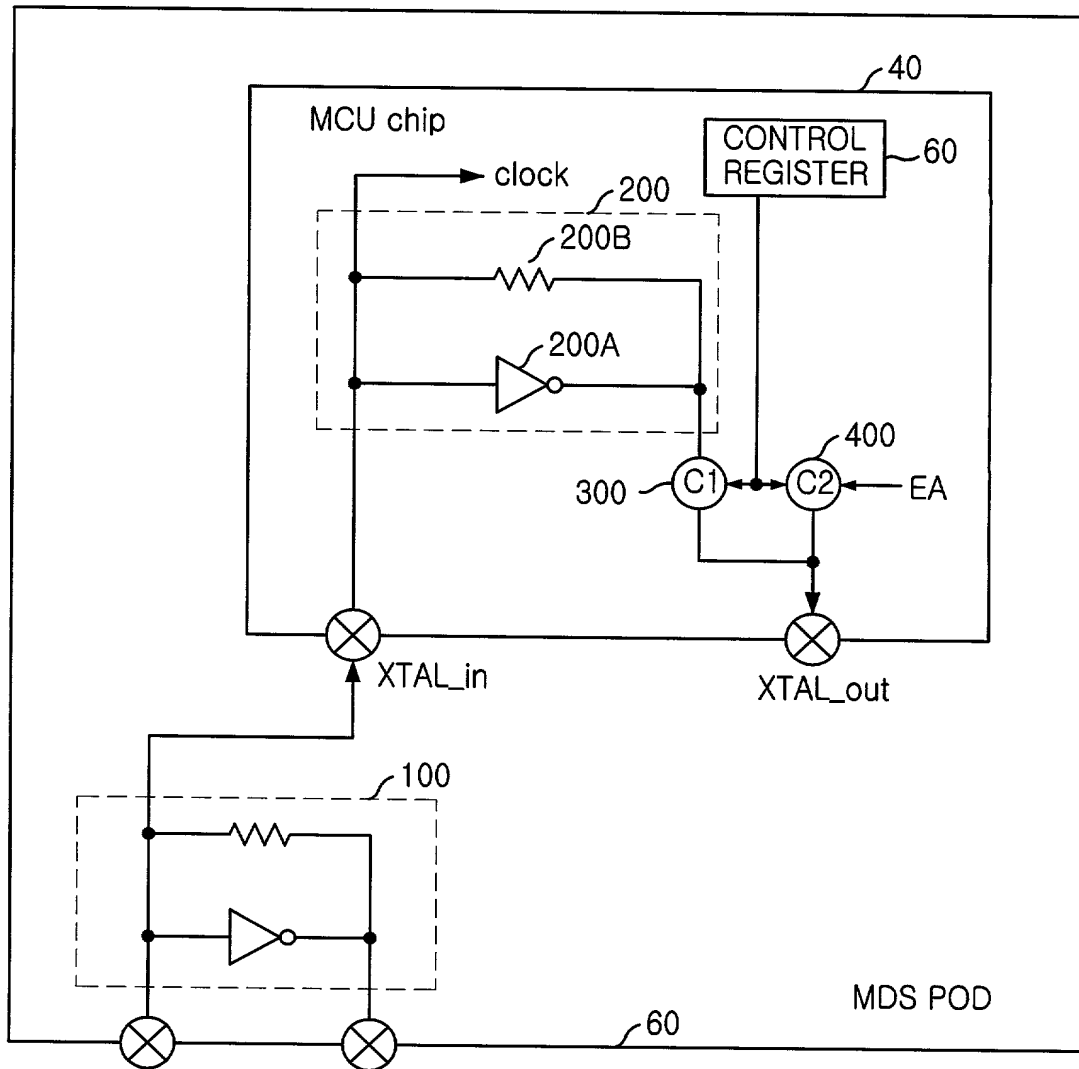 40
MCU chip
CONTROL
REGISTER
60
clock
200
200B
200A
400
300
C1
C2
EA
XTAL_in
XTAL_out
100
MDS POD
60